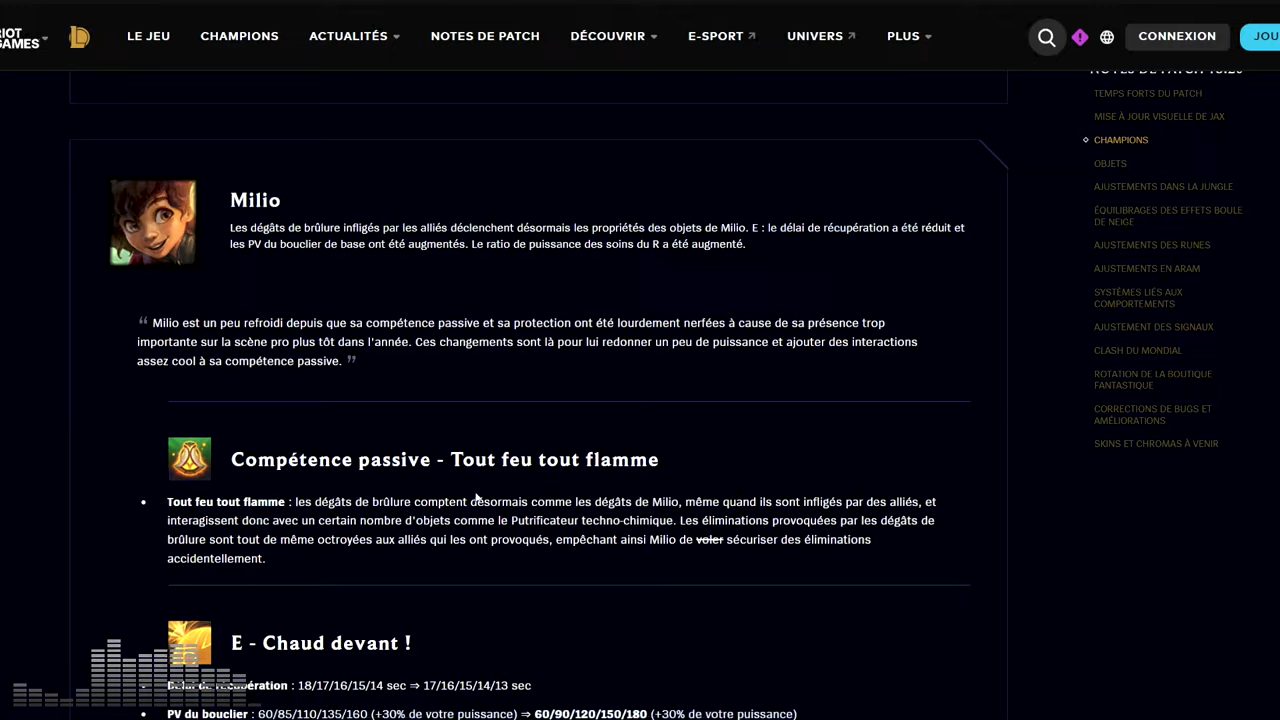 RIOT GAMES
LE JEU CHAMPIONS ACTUALITÉS NOTES DE PATCH DÉCOUVRIR E-SPORT UNIVERS PLUS CONNEXION JOU
TEMPS FORTS DU PATCH
MISE À JOUR VISUELLE DE JAX
CHAMPIONS
OBJETS
AJUSTEMENTS DANS LA JUNGLE
ÉQUILIBRAGES DES EFFETS BOULE
DE NEIGE
AJUSTEMENTS DES RUNES
AJUSTEMENTS EN ARAM
SYSTÈMES LIÉS AUX
COMPORTEMENTS
AJUSTEMENT DES SIGNAUX
CLASH DU MONDIAL
ROTATION DE LA BOUTIQUE
FANTASTIQUE
CORRECTIONS DE BUGS ET
AMÉLIORATIONS
SKINS ET CHROMAS À VENIR
Milio
Les dégâts de brûlure infligés par les alliés déclenchent désormais les propriétés des objets de Milio. E : le délai de récupération a été réduit et
les PV du bouclier de base ont été augmentés. Le ratio de puissance des soins du R a été augmenté.
“ Milio est un peu refroidi depuis que sa compétence passive et sa protection ont été lourdement nerfées à cause de sa présence trop
importante sur la scène pro plus tôt dans l'année. Ces changements sont là pour lui redonner un peu de puissance et ajouter des interactions
assez cool à sa compétence passive. ”
Compétence passive - Tout feu tout flamme
• Tout feu tout flamme : les dégâts de brûlure comptent désormais comme les dégâts de Milio, même quand ils sont infligés par des alliés, et
interagissent donc avec un certain nombre d'objets comme le Putrificateur techno-chimique. Les éliminations provoquées par les dégâts de
brûlure sont tout de même octroyées aux alliés qui les ont provoqués, empêchant ainsi Milio de voler sécuriser des éliminations
accidentellement.
E - Chaud devant !
récupération : 18/17/16/15/14 sec ⇒ 17/16/15/14/13 sec
PV du bouclier : 60/85/110/135/160 (+30% de votre puissance) ⇒ 60/90/120/150/180 (+30% de votre puissance)